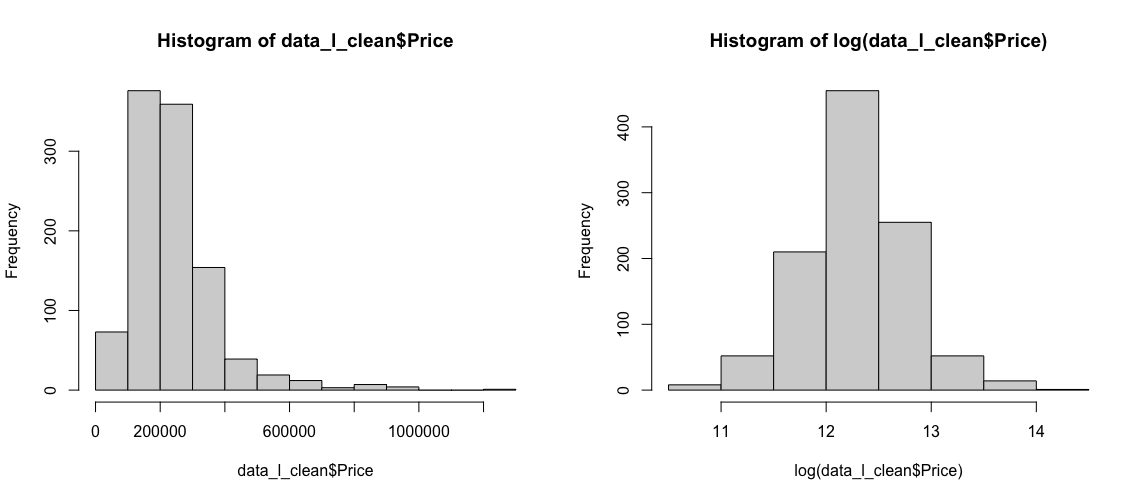 Histogram of data_l_clean$Price
Frequency
0
100
200
300
0
200000
600000
1000000
data_l_clean$Price
Histogram of log(data_l_clean$Price)
Frequency
0
100
200
300
400
11
12
13
14
log(data_l_clean$Price)